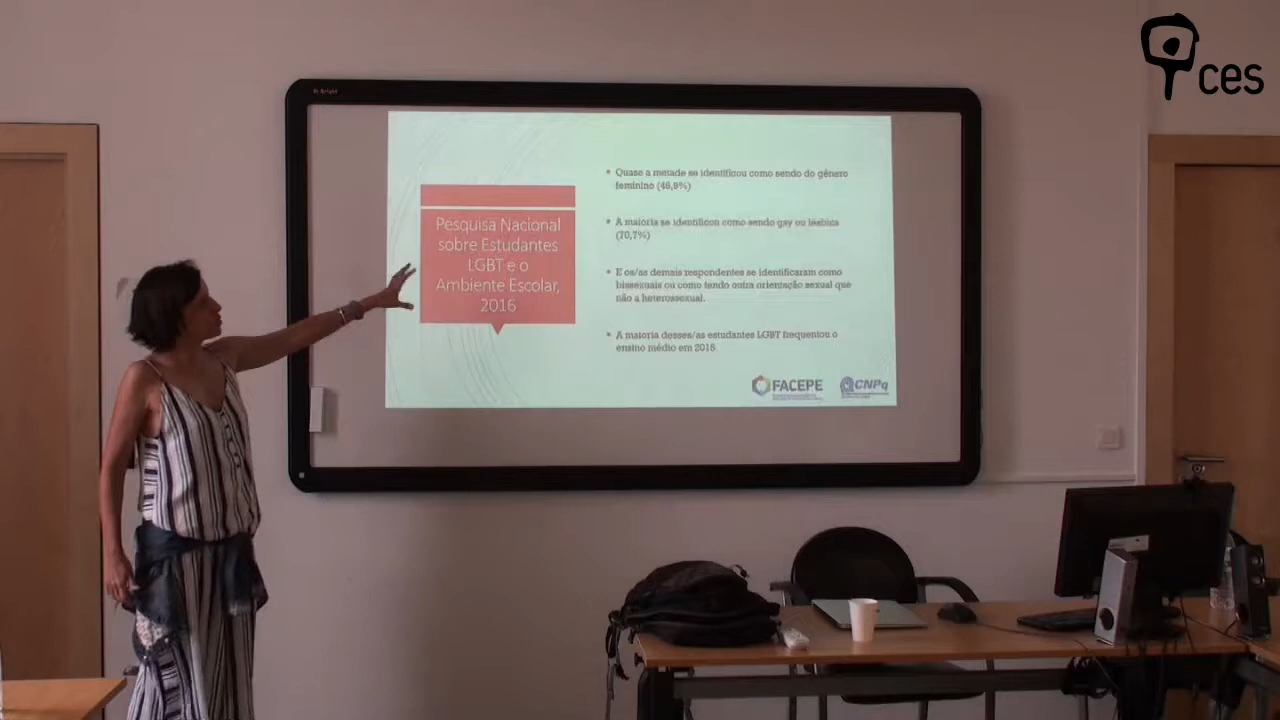 ces
Pesquisa Nacional
sobre Estudantes
LGBT e o
Ambiente Escolar,
2016
• Quase a metade se identificou como sendo do gênero
feminino (48,8%)
• A maioria se identificou como sendo gay ou lésbica
(70,7%)
• E os/as demais respondentes se identificaram como
bissexuais ou como tendo outra orientação sexual que
não a heterossexual.
• A maioria desses/as estudantes LGBT frequentou o
ensino médio em 2015
FACEPE
CNPq